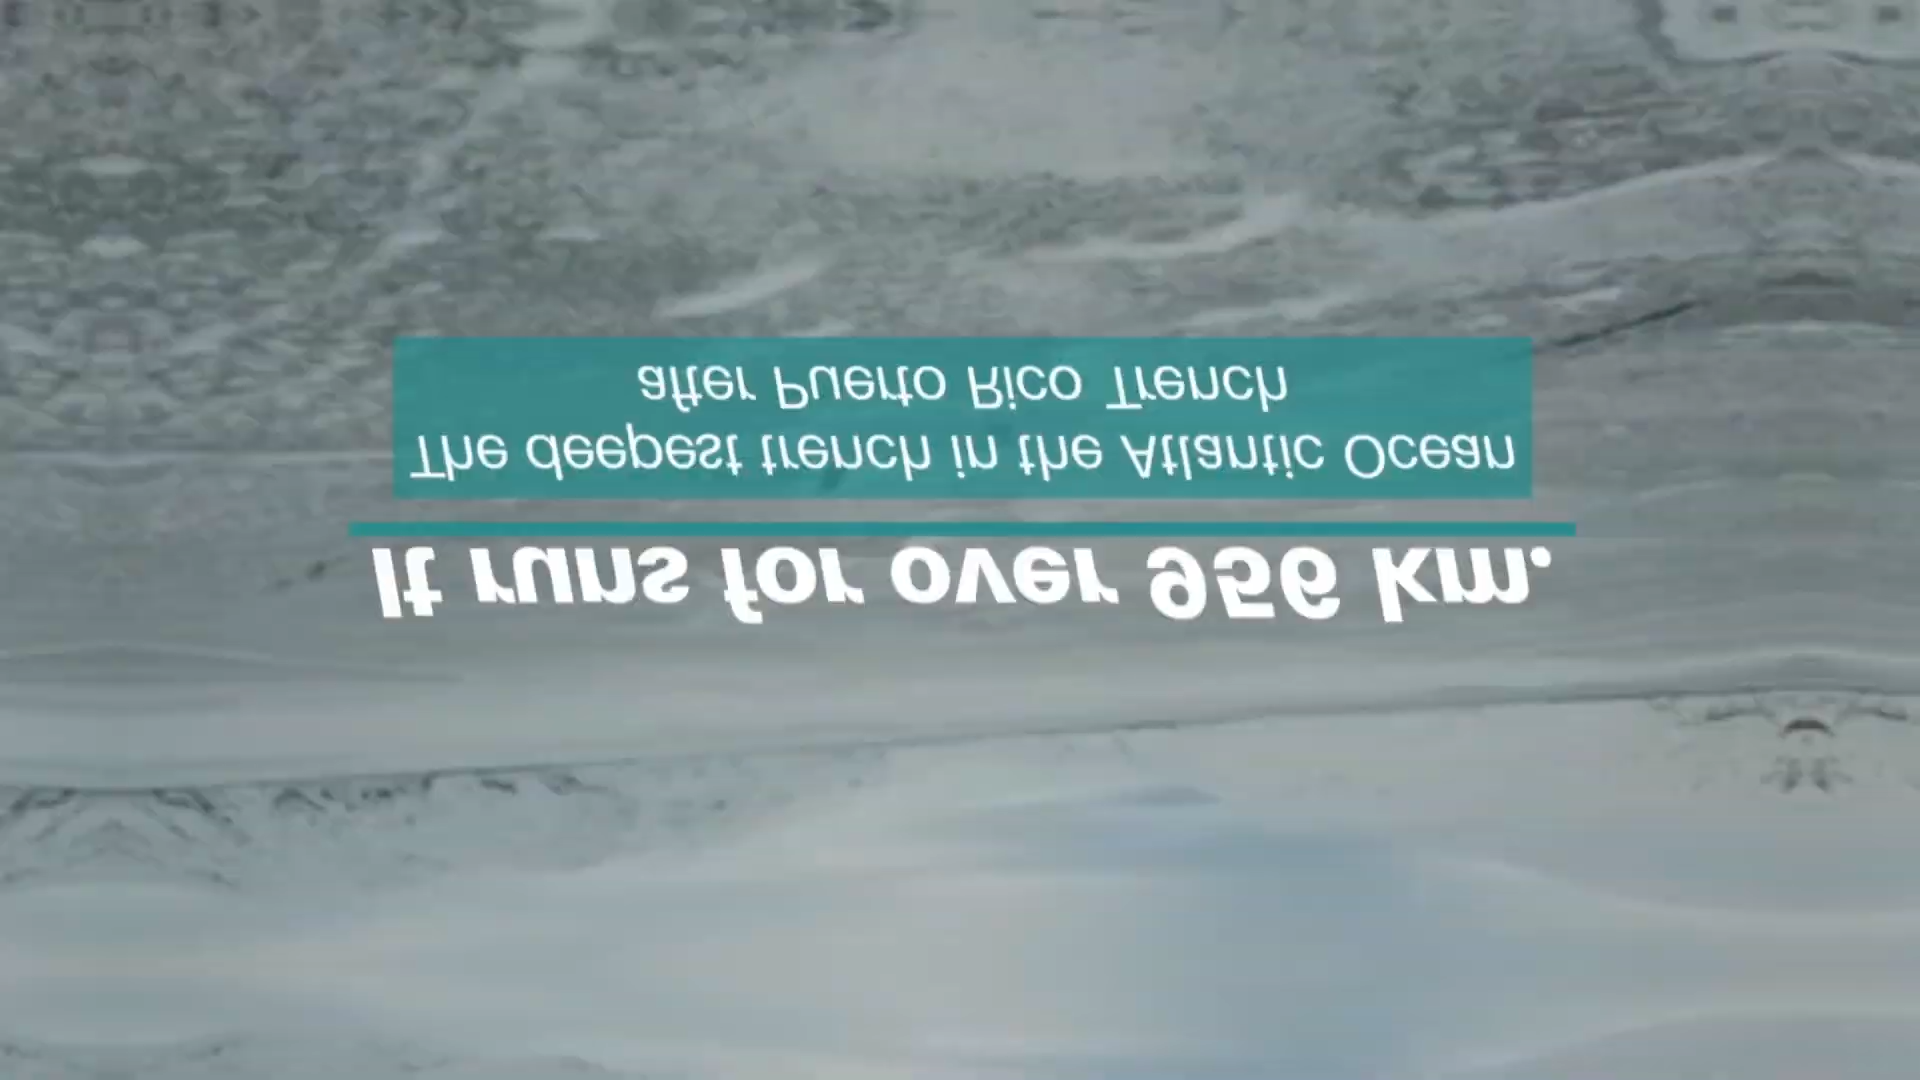 It runs for over 956 km.
The deepest trench in the Atlantic Ocean
after Puerto Rico Trench